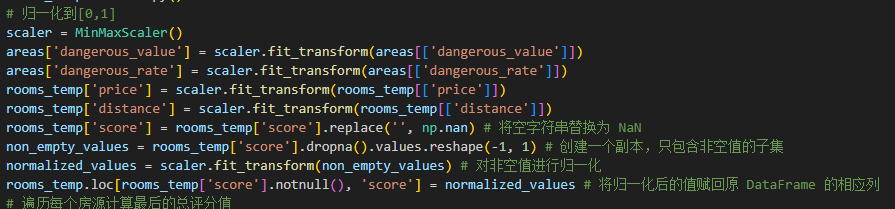 # 归一化到[0,1]
scaler = MinMaxScaler()
areas['dangerous_value'] = scaler.fit_transform(areas[['dangerous_value']])
areas['dangerous_rate'] = scaler.fit_transform(areas[['dangerous_rate']])
rooms_temp['price'] = scaler.fit_transform(rooms_temp[['price']])
rooms_temp['distance'] = scaler.fit_transform(rooms_temp[['distance']])
rooms_temp['score'] = rooms_temp['score'].replace('', np.nan) # 将空字符串替换为 NaN
non_empty_values = rooms_temp['score'].dropna().values.reshape(-1, 1) # 创建一个副本，只包含非空值的子集
normalized_values = scaler.fit_transform(non_empty_values) # 对非空值进行归一化
rooms_temp.loc[rooms_temp['score'].notnull(), 'score'] = normalized_values # 将归一化后的值赋回原 DataFrame 的相应列
# 遍历每个房源计算最后的总评分值